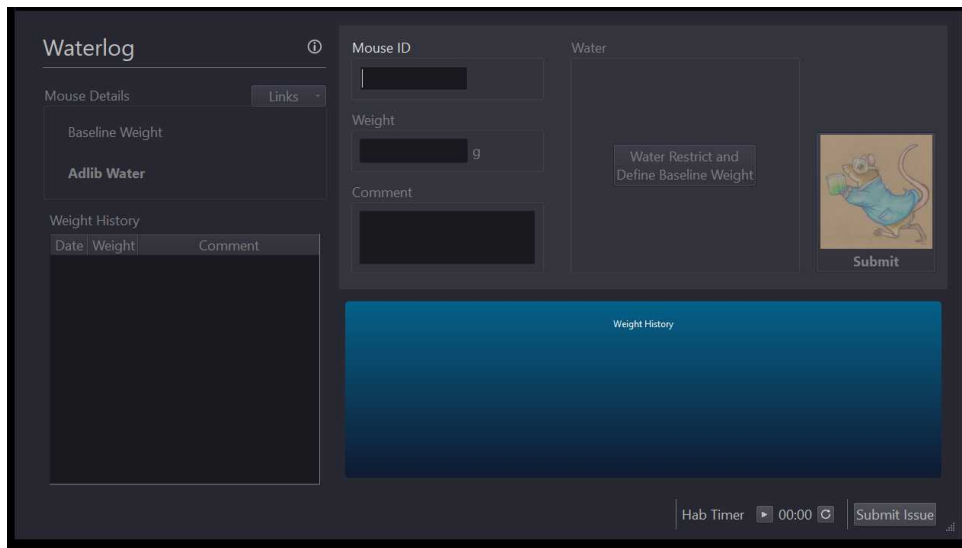 Waterlog
Mouse Details
Links
Baseline Weight
Adlib Water
Weight History
Date Weight Comment
Mouse ID
Weight
g
Comment
Water
Water Restrict and
Define Baseline Weight
Submit
Weight History
Hab Timer 00:00
Submit Issue